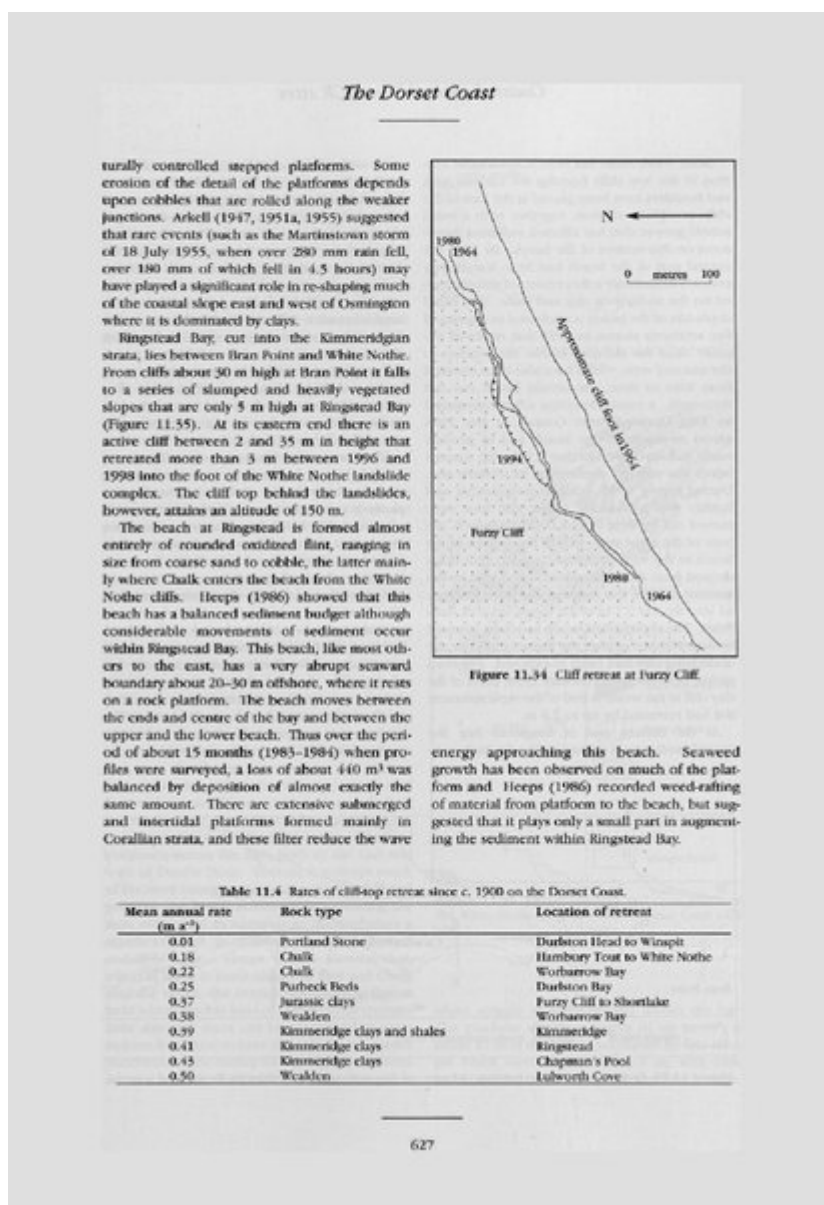 The Dorset Coast
turally controlled stepped platforms. Some
erosion of the detail of the platforms depends
upon cobbles that are rolled along the weaker
junctions. Arkell (1947, 1951a, 1955) suggested
that rare events (such as the Martinstown storm
of 18 July 1955, when over 280 mm rain fell,
over 180 mm of which fell in 4.5 hours) may
have played a significant role in re-shaping much
of the coastal slope east and west of Osmington
where it is dominated by clays.
Ringstead Bay, cut into the Kimmeridgian
strata, lies between Bran Point and White Nothe.
From cliffs about 30 m high at Bran Point it falls
to a series of slumped and heavily vegetated
slopes that are only 5 m high at Ringstead Bay
(Figure 11.35). At its eastern end there is an
active cliff between 2 and 35 m in height that
retreated more than 3 m between 1996 and
1998 into the foot of the White Nothe landslide
complex. The cliff top behind the landslides,
however, attains an altitude of 150 m.
The beach at Ringstead is formed almost
entirely of rounded oxidized flint, ranging in
size from coarse sand to cobble, the latter main-
ly where Chalk enters the beach from the White
Nothe cliffs. Heeps (1986) showed that this
beach has a balanced sediment budget although
considerable movements of sediment occur
within Ringstead Bay. This beach, like most oth-
ers to the east, has a very abrupt seaward
boundary about 20–30 m offshore, where it rests
on a rock platform. The beach moves between
the ends and centre of the bay and between the
upper and the lower beach. Thus over the peri-
od of about 15 months (1983–1984) when pro-
files were surveyed, a loss of about 440 m³ was
balanced by deposition of almost exactly the
same amount. There are extensive submerged
and intertidal platforms formed mainly in
Corallian strata, and these filter reduce the wave
N
1980
1964
0 metres 100
Approximate cliff foot in 1964
1994
Furzy Cliff
1980
1964
Figure 11.34 Cliff retreat at Furzy Cliff.
energy approaching this beach. Seaweed
growth has been observed on much of the plat-
form and Heeps (1986) recorded weed-rafting
of material from platform to the beach, but sug-
gested that it plays only a small part in augment-
ing the sediment within Ringstead Bay.
Table 11.4 Rates of cliff-top retreat since c. 1900 on the Dorset Coast.
Mean annual rate Rock type Location of retreat
(m a⁻¹)
0.01 Portland Stone Durlston Head to Winspit
0.18 Chalk Hambury Tout to White Nothe
0.22 Chalk Worbarrow Bay
0.25 Purbeck Beds Durlston Bay
0.37 Jurassic clays Furzy Cliff to Shortlake
0.38 Wealden Worbarrow Bay
0.39 Kimmeridge clays and shales Kimmeridge
0.41 Kimmeridge clays Ringstead
0.43 Kimmeridge clays Chapman's Pool
0.50 Wealden Lulworth Cove
627